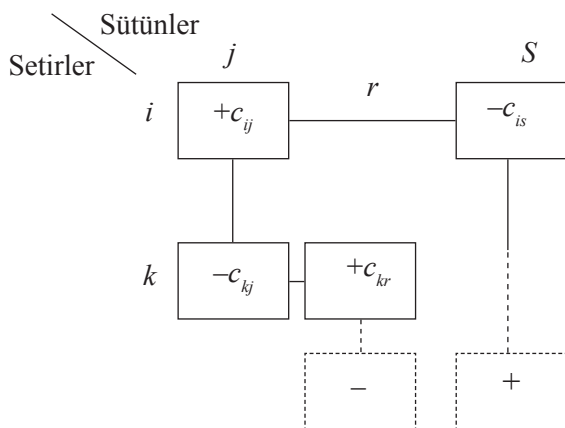 Sütünler
Setirler
j r S
i +c_ij −c_is
k −c_kj +c_kr
− +